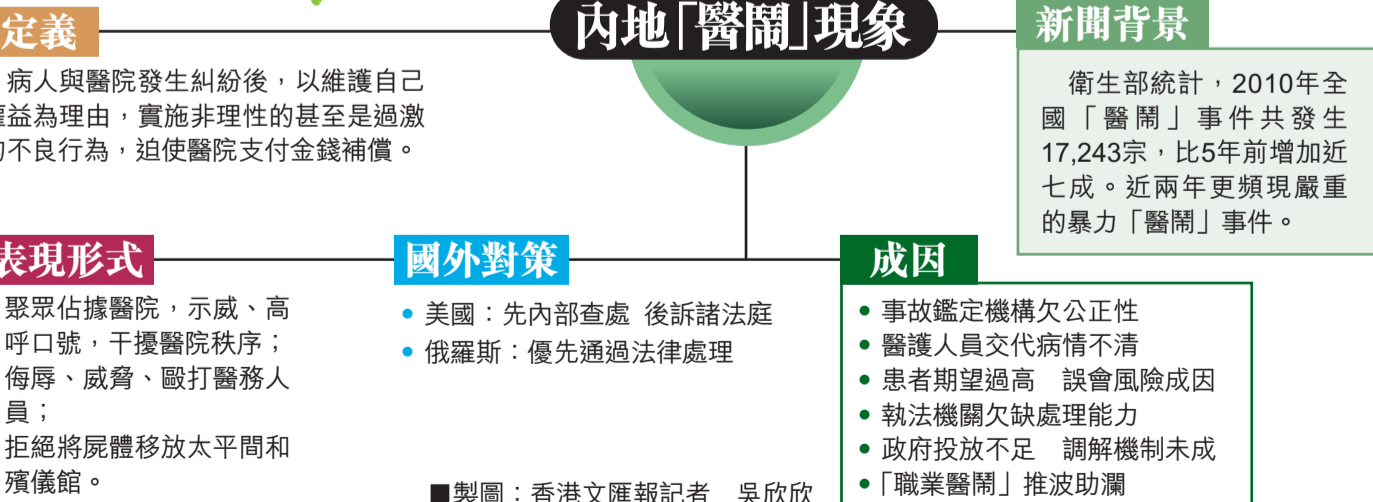 內地「醫鬧」現象
定義
病人與醫院發生糾紛後，以維護自己
權益為理由，實施非理性的甚至是過激
的不良行為，迫使醫院支付金錢補償。
新聞背景
衛生部統計，2010年全
國「醫鬧」事件共發生
17,243宗，比5年前增加近
七成。近兩年更頻現嚴重
的暴力「醫鬧」事件。
表現形式
聚眾佔據醫院，示威、高
呼口號，干擾醫院秩序；
侮辱、威脅、毆打醫務人
員；
拒絕將屍體移放太平間和
殯儀館。
國外對策
• 美國：先內部查處 後訴諸法庭
• 俄羅斯：優先通過法律處理
成因
• 事故鑑定機構欠公正性
• 醫護人員交代病情不清
• 患者期望過高　誤會風險成因
• 執法機關欠缺處理能力
• 政府投放不足　調解機制未成
•「職業醫鬧」推波助瀾
■製圖：香港文匯報記者　吳欣欣